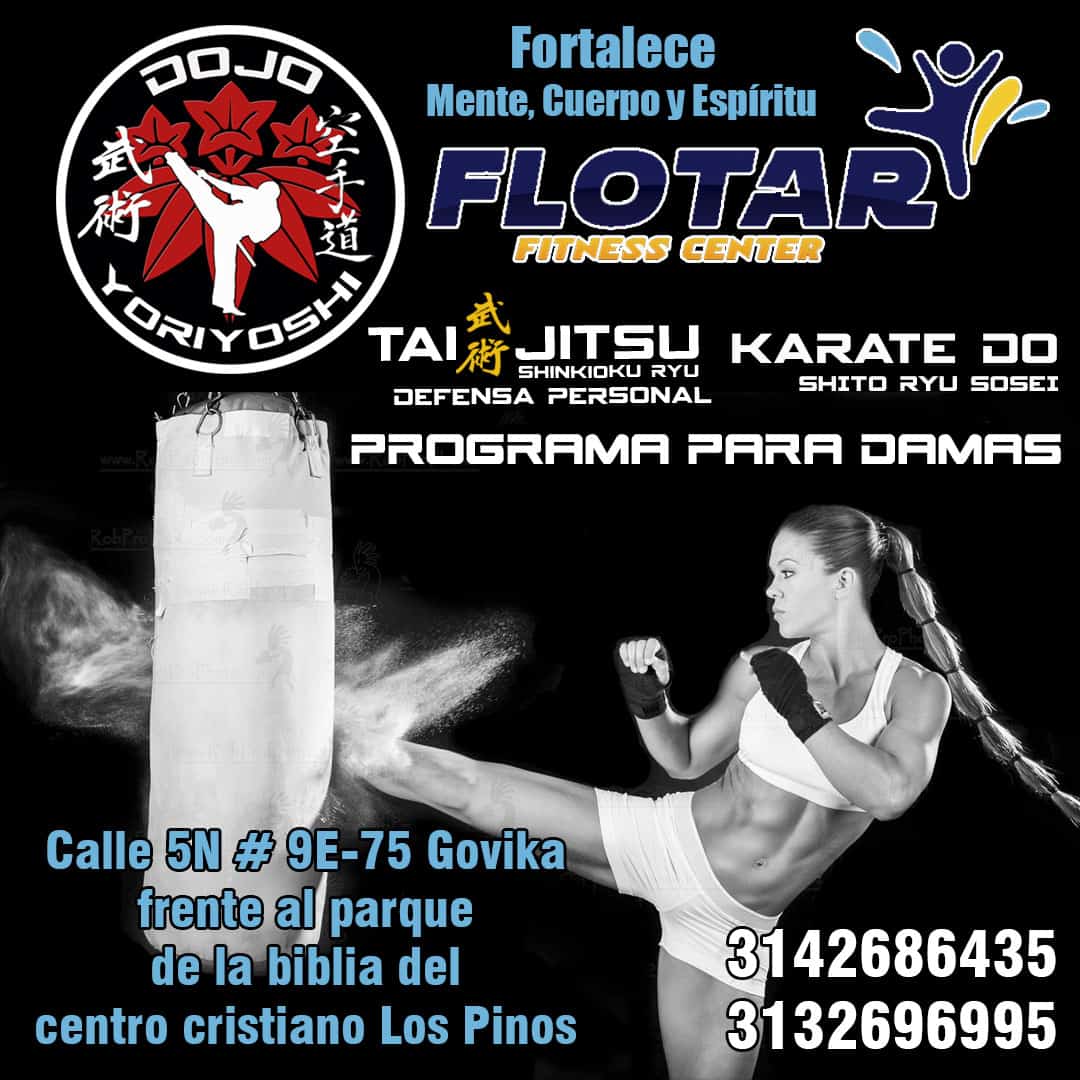 DOJO
武術
空手道
YORIYOSHI
Fortalece
Mente, Cuerpo y Espíritu
FLOTAR
FITNESS CENTER
TAI 武術 JITSU
SHINKIOKU RYU
DEFENSA PERSONAL
KARATE DO
SHITO RYU SOSEI
PROGRAMA PARA DAMAS
Calle 5N # 9E-75 Govika
frente al parque
de la biblia del
centro cristiano Los Pinos
3142686435
3132696995